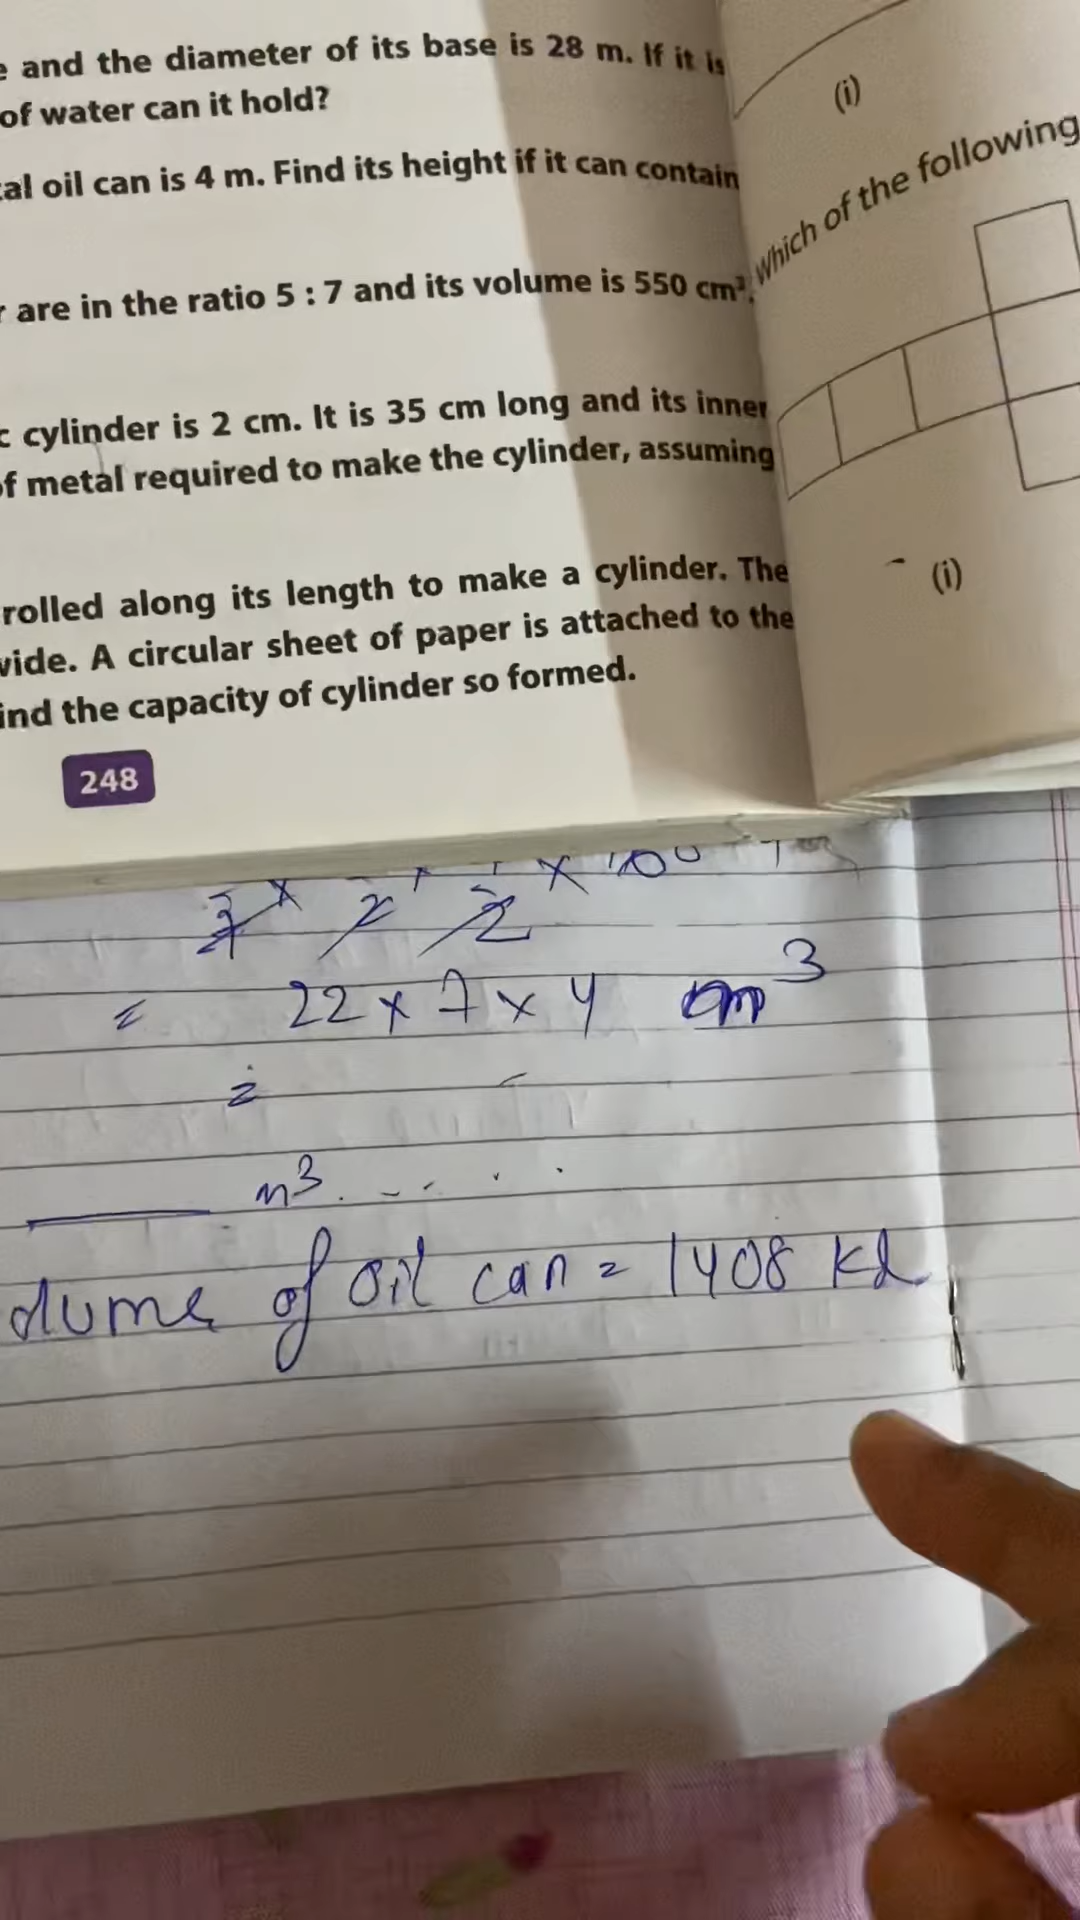 and the diameter of its base is 28 m. If it is
of water can it hold?
oil can is 4 m. Find its height if it can contain
are in the ratio 5 : 7 and its volume is 550 cm³.
cylinder is 2 cm. It is 35 cm long and its inner
of metal required to make the cylinder, assuming
rolled along its length to make a cylinder. The
A circular sheet of paper is attached to the
the capacity of cylinder so formed.
248
(i)
Which of the following
(i)
7 × 2 2 × 100
= 22 × 7 × 4 m³
=
m³
of oil can = 1408 kl